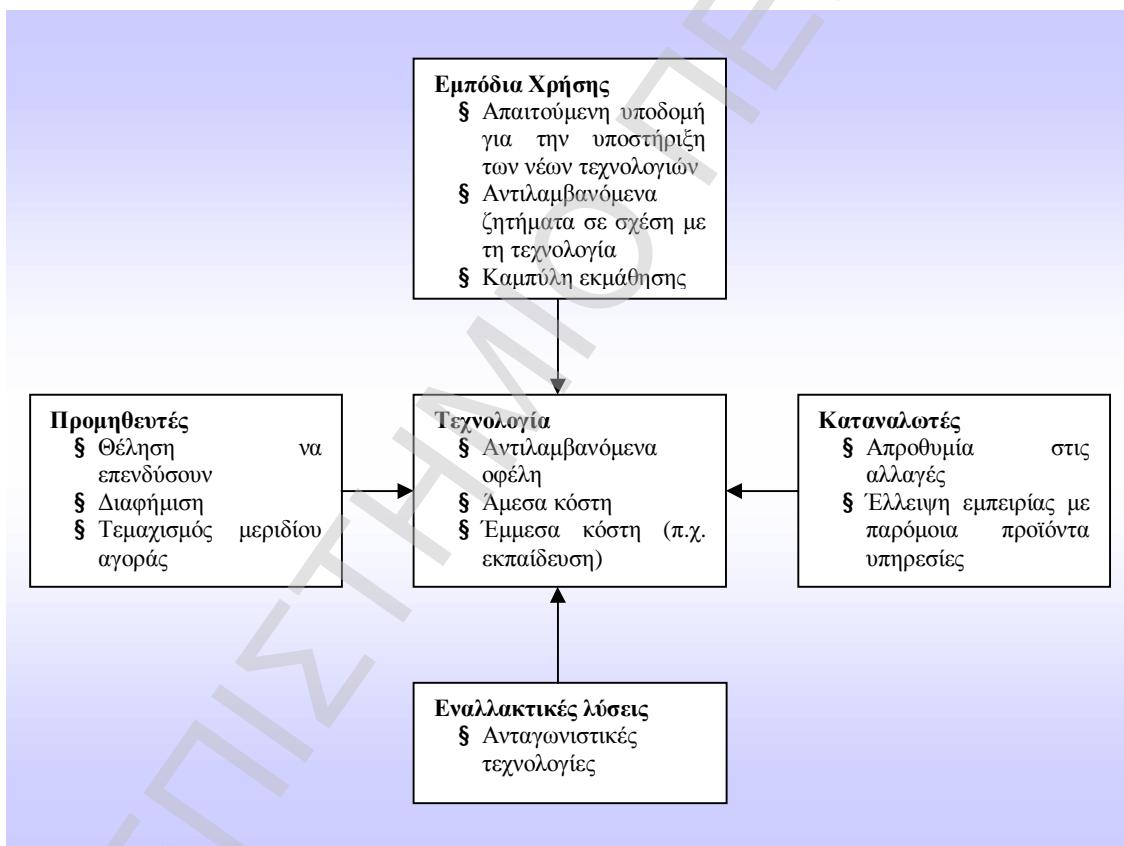 Εμπόδια Χρήσης
§ Απαιτούμενη υποδομή
για την υποστήριξη
των νέων τεχνολογιών
§ Αντιλαμβανόμενα
ζητήματα σε σχέση με
τη τεχνολογία
§ Καμπύλη εκμάθησης
Προμηθευτές
§ Θέληση να
επενδύσουν
§ Διαφήμιση
§ Τεμαχισμός μεριδίου
αγοράς
Τεχνολογία
§ Αντιλαμβανόμενα
οφέλη
§ Άμεσα κόστη
§ Έμμεσα κόστη (π.χ.
εκπαίδευση)
Καταναλωτές
§ Απροθυμία στις
αλλαγές
§ Έλλειψη εμπειρίας με
παρόμοια προϊόντα
υπηρεσίες
Εναλλακτικές λύσεις
§ Ανταγωνιστικές
τεχνολογίες